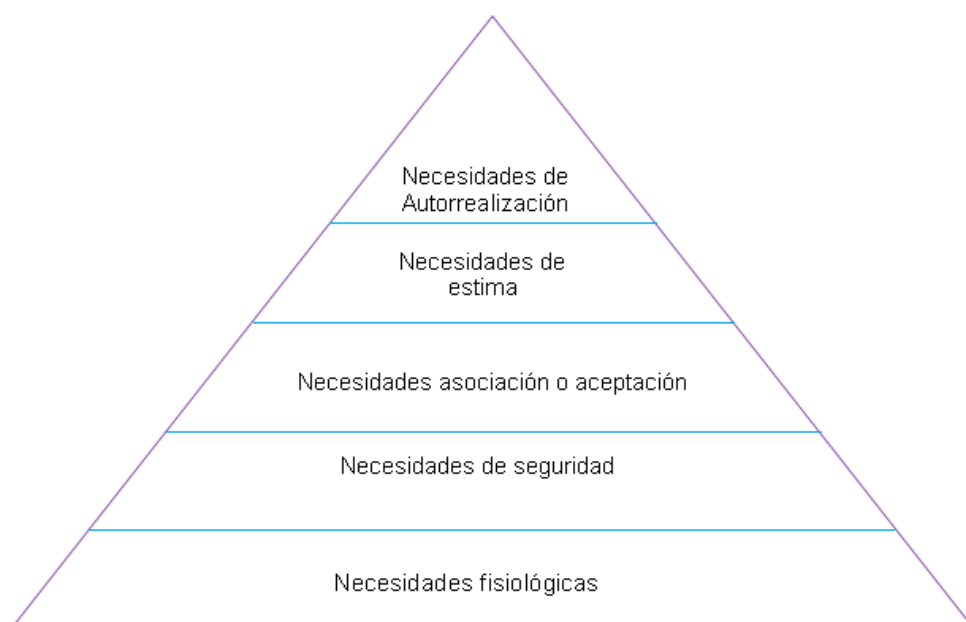 Necesidades de
Autorrealización
Necesidades de
estima
Necesidades asociación o aceptación
Necesidades de seguridad
Necesidades fisiológicas